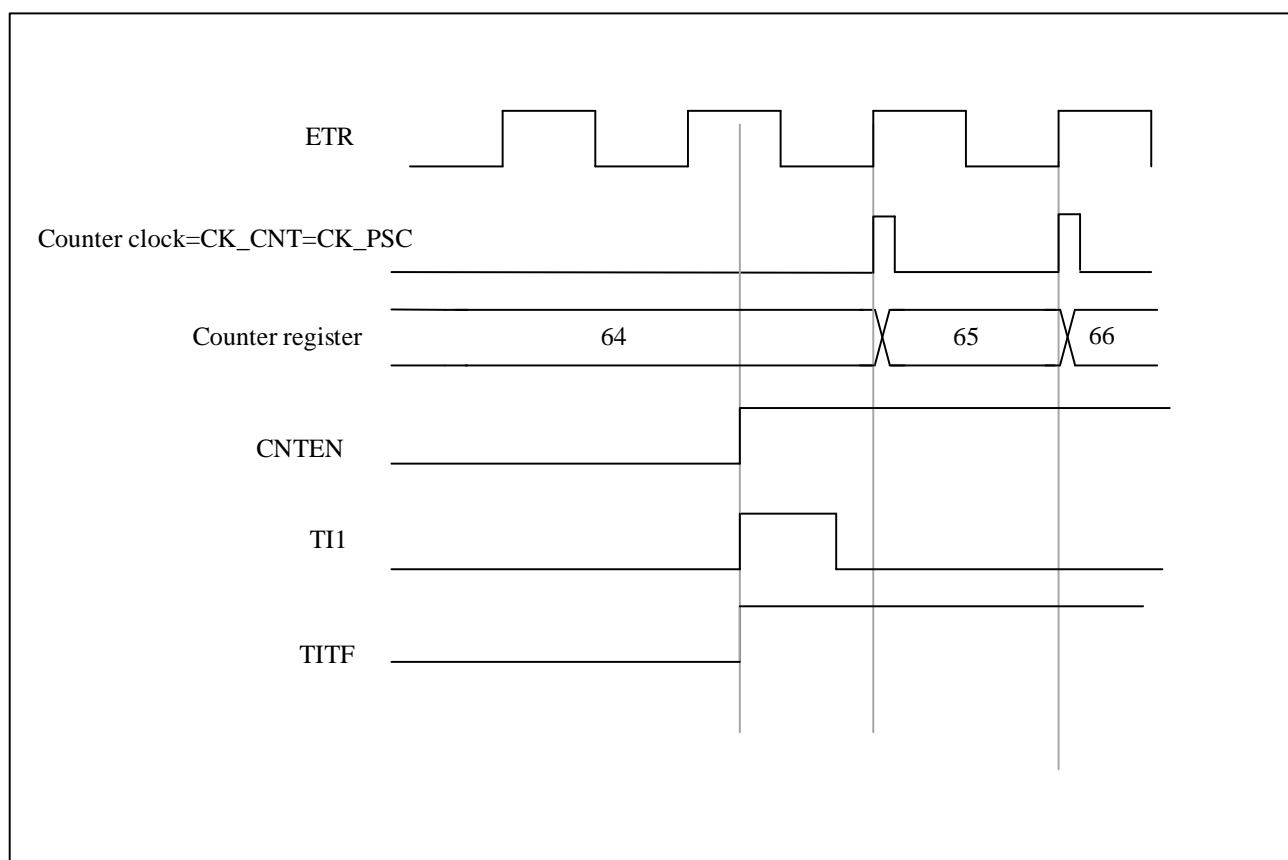 ETR
Counter clock=CK_CNT=CK_PSC
Counter register
64
65
66
CNTEN
TI1
TITF